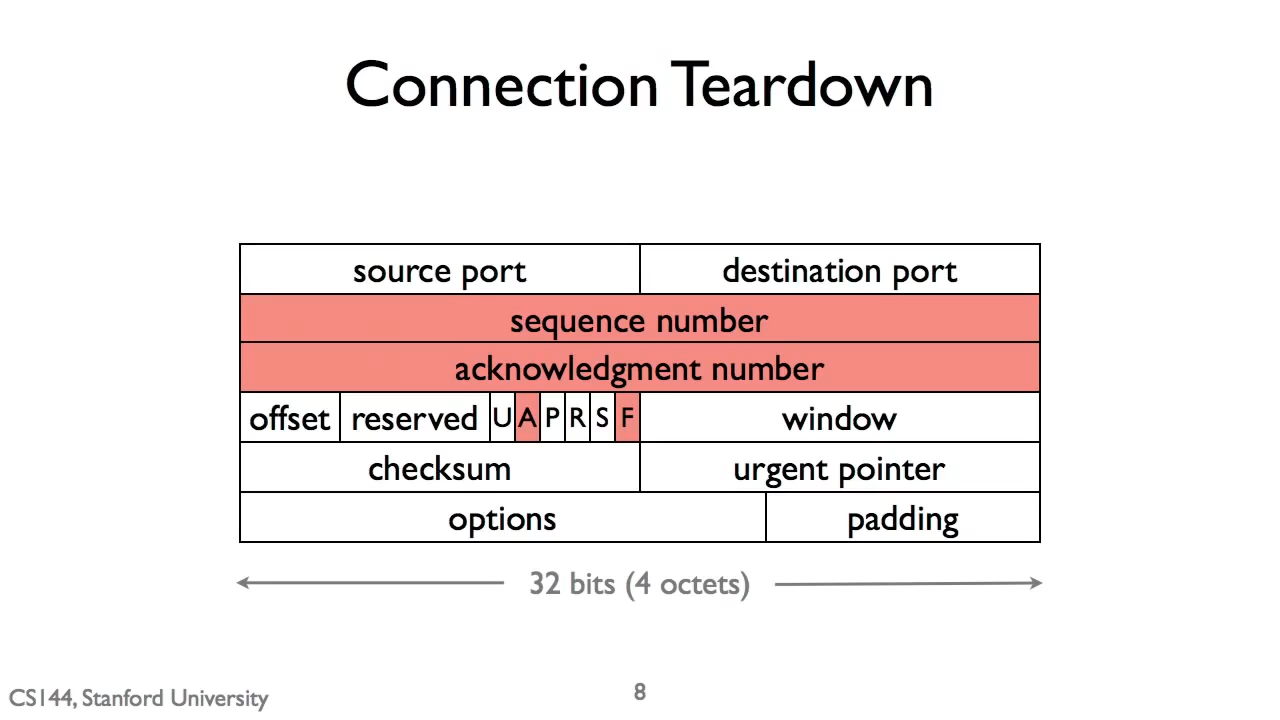 Connection Teardown
source port destination port
sequence number
acknowledgment number
offset reserved U A P R S F window
checksum urgent pointer
options padding
32 bits (4 octets)
CS144, Stanford University 8